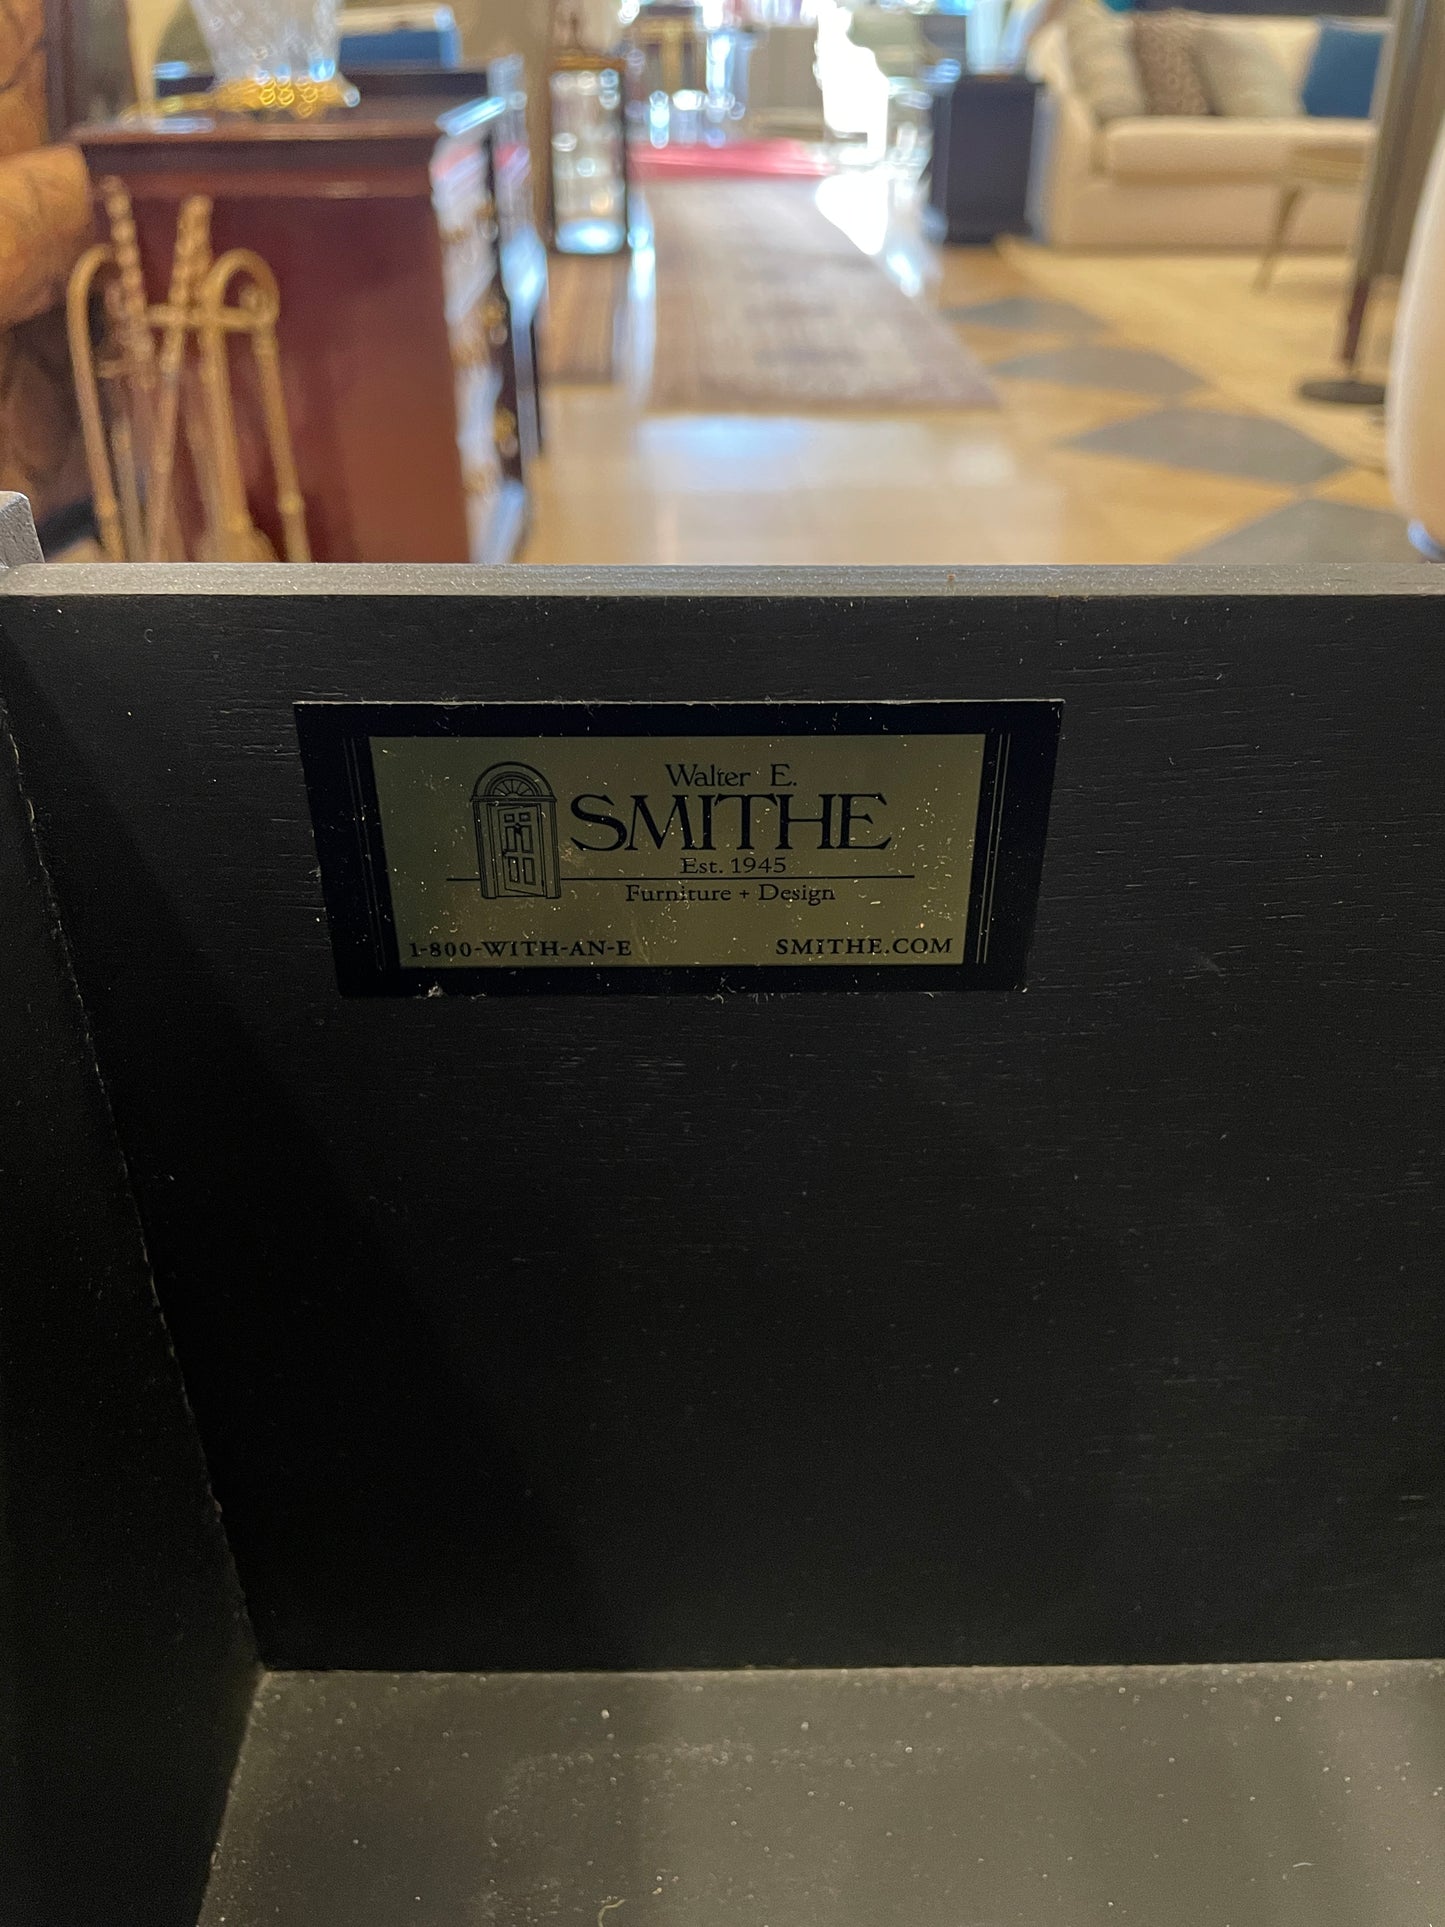 Walter E.
SMITHE
Est. 1945
Furniture + Design
1-800-WITH-AN-E SMITHE.COM